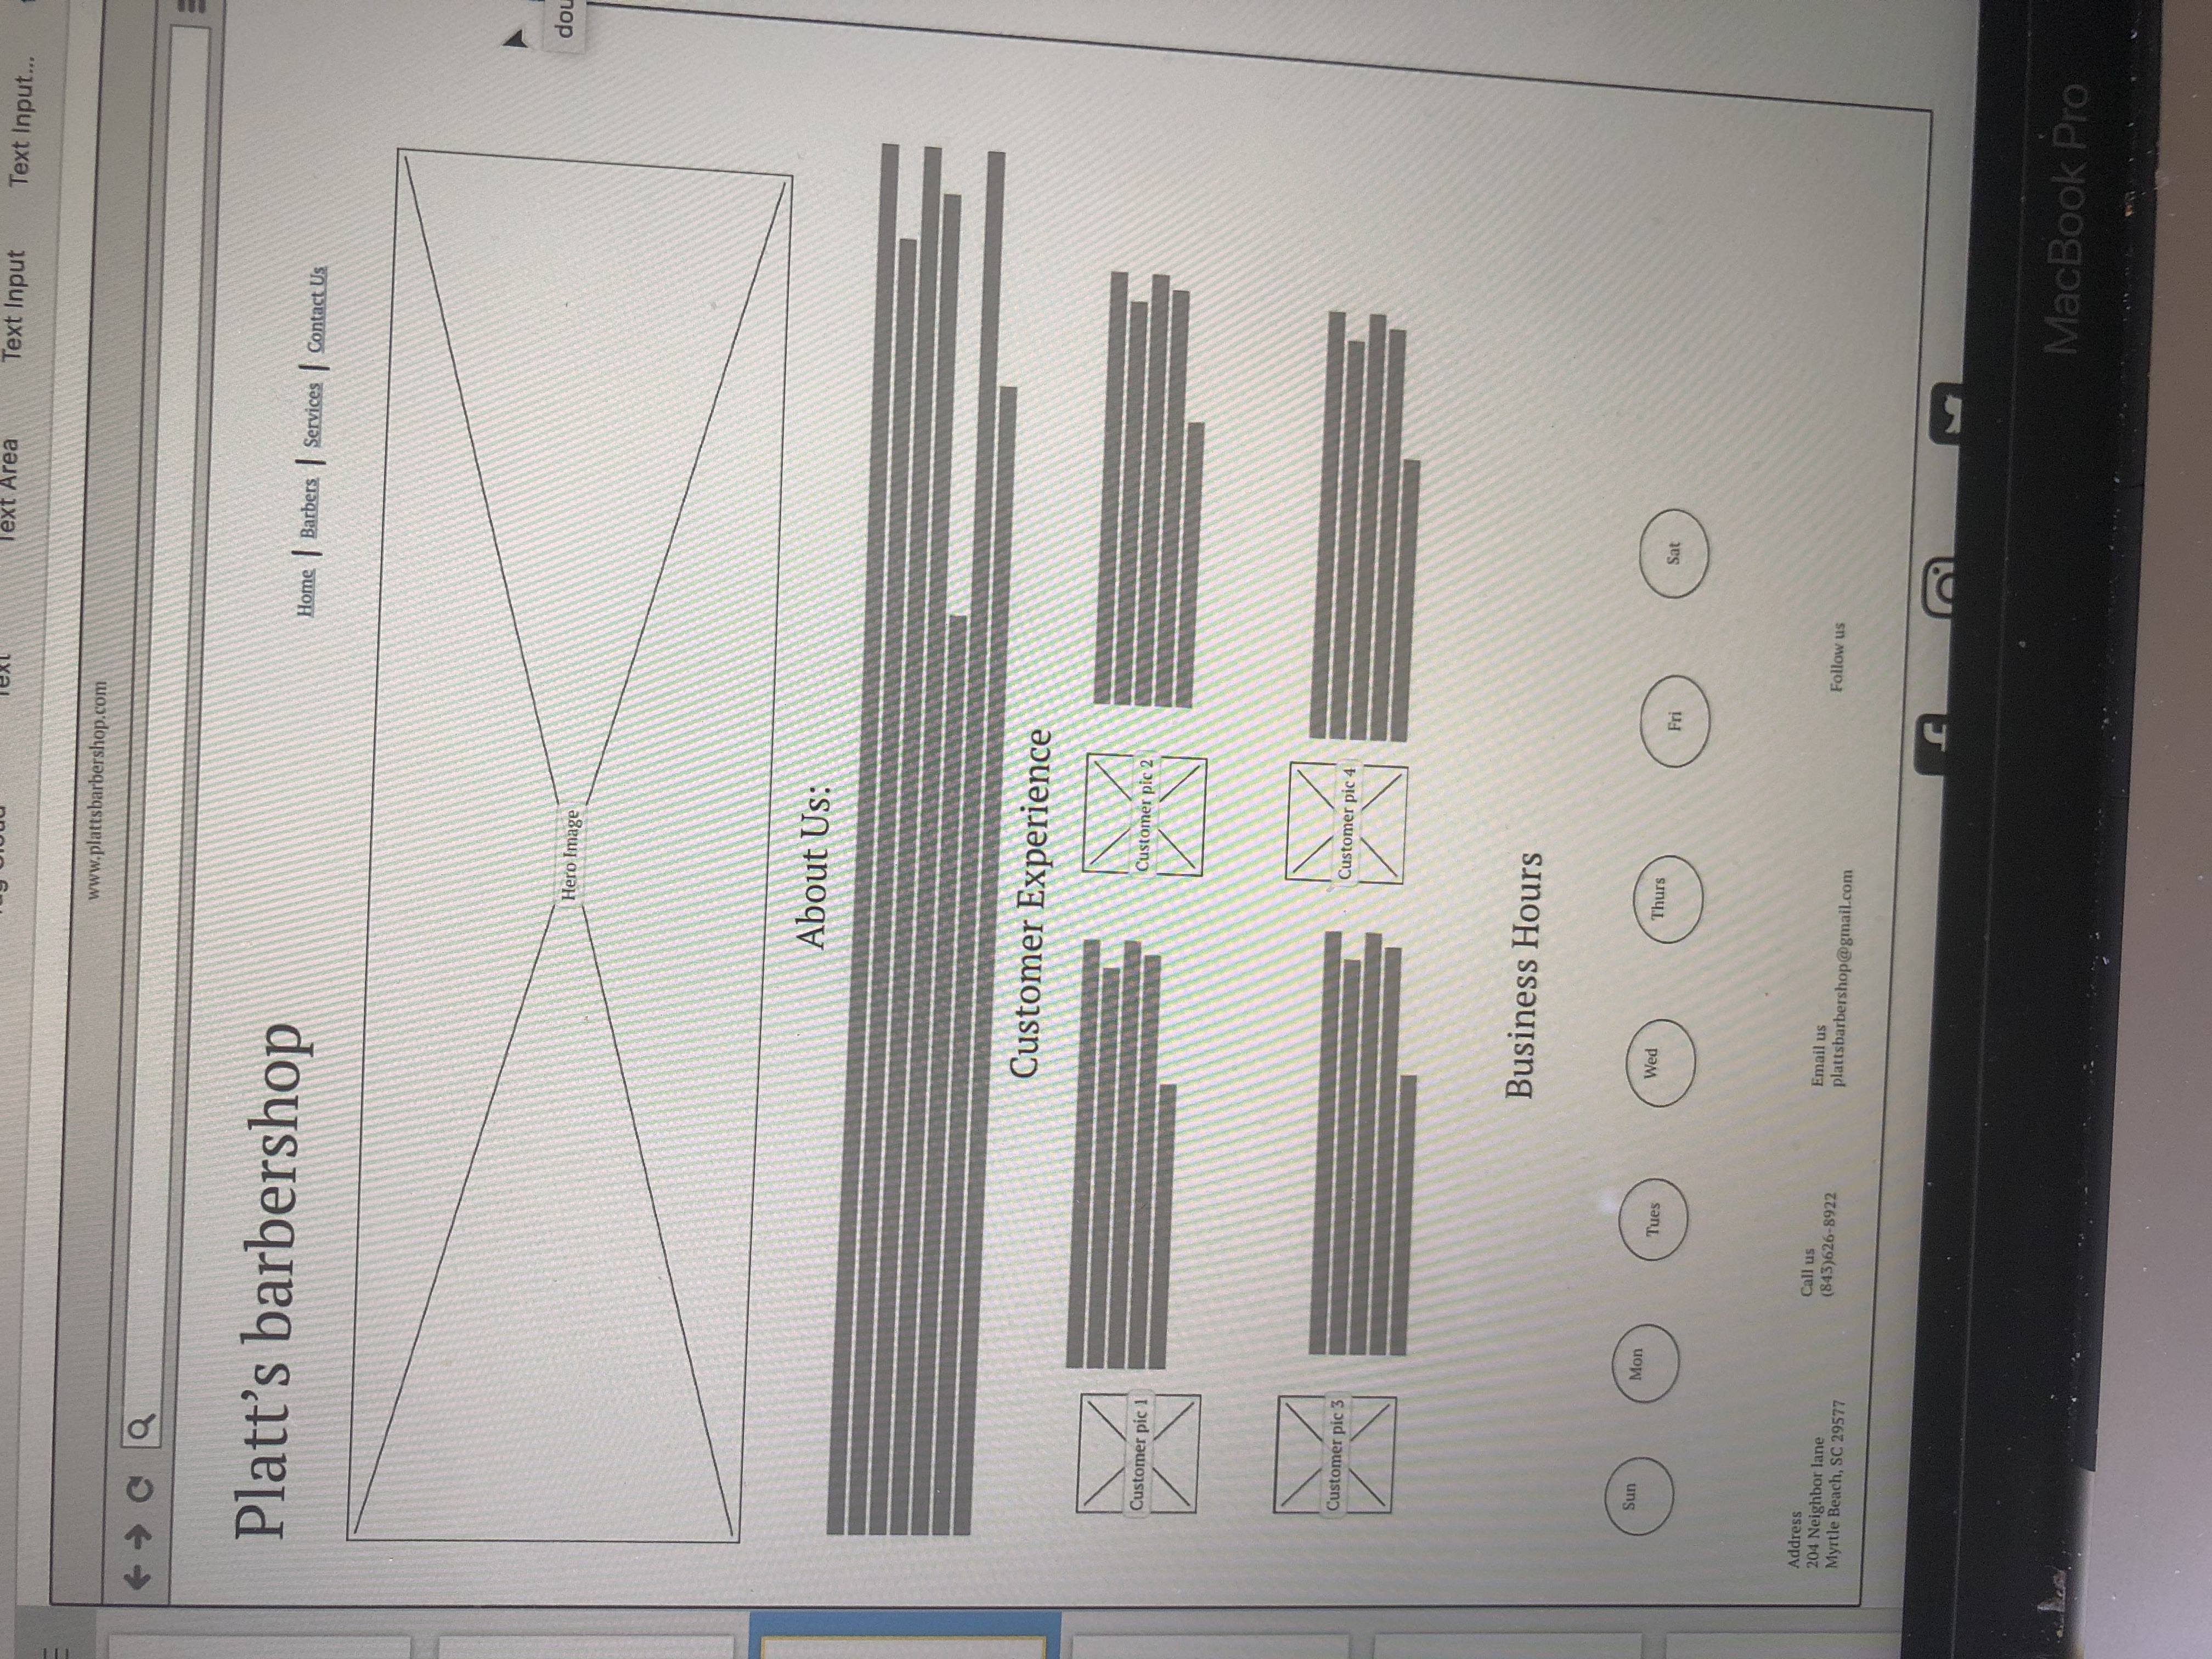 Text
Text Area
Text Input
Text Input...
www.plattsbarbershop.com
Platt's barbershop
Home | Barbers | Services | Contact Us
Hero Image
About Us:
Customer Experience
Customer pic 1
Customer pic 2
Customer pic 3
Customer pic 4
Business Hours
Sun
Mon
Tues
Wed
Thurs
Fri
Sat
Address
204 Neighbor lane
Myrtle Beach, SC 29577
Call us
(843)626-8922
Email us
plattsbarbershop@gmail.com
Follow us
MacBook Pro